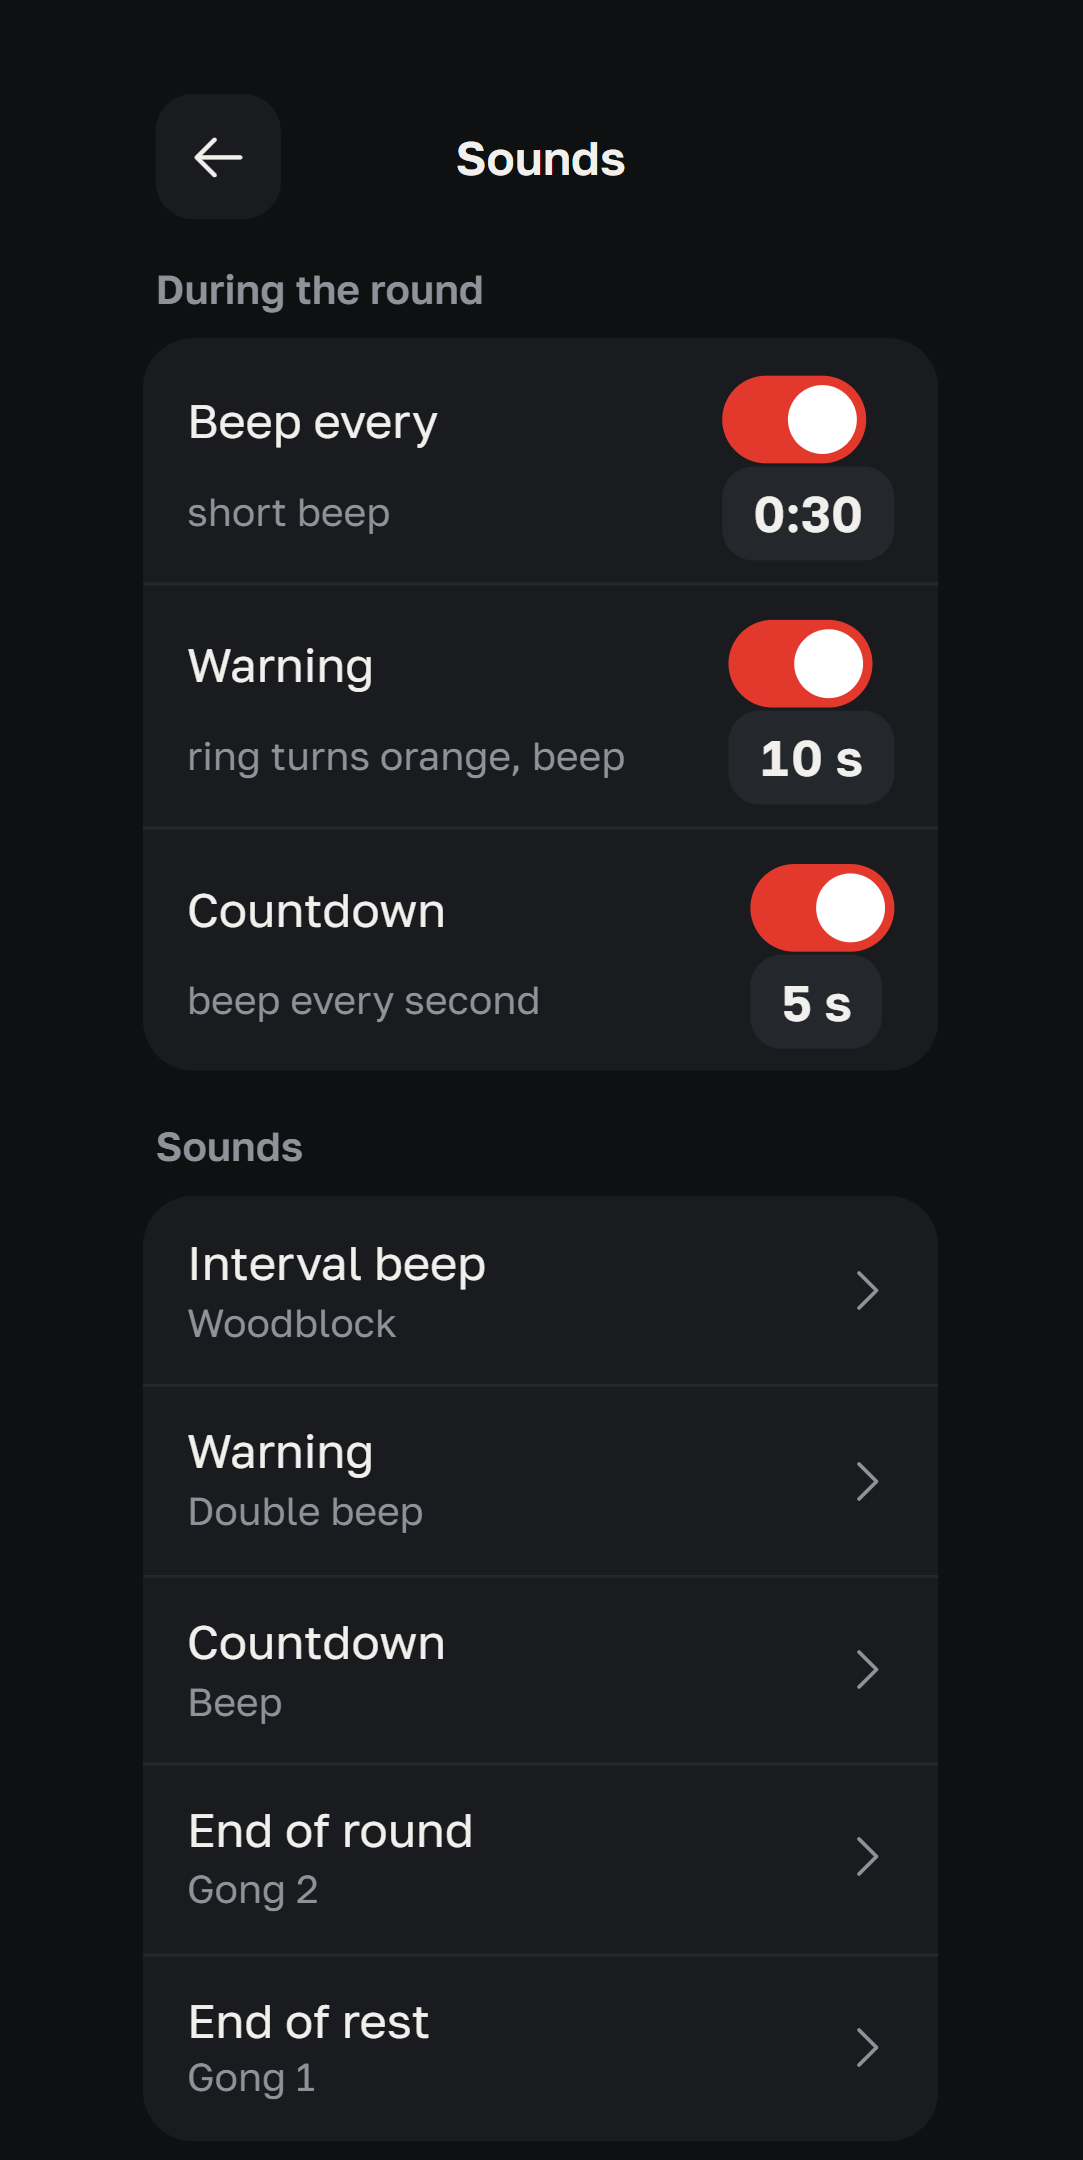 Sounds
During the round
Beep every
short beep
0:30
Warning
ring turns orange, beep
10 s
Countdown
beep every second
5 s
Sounds
Interval beep
Woodblock
Warning
Double beep
Countdown
Beep
End of round
Gong 2
End of rest
Gong 1